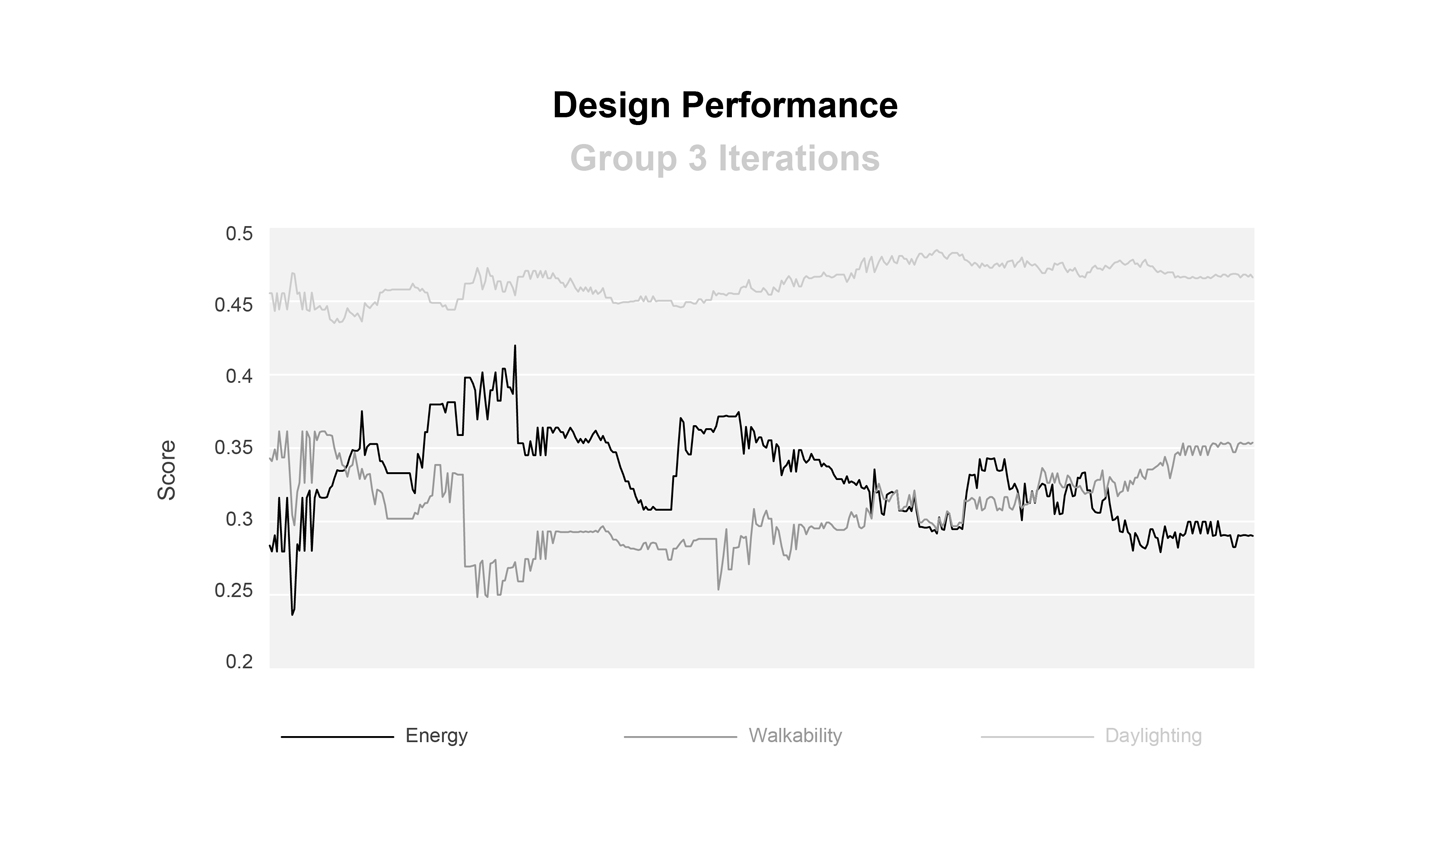 Design Performance
Group 3 Iterations
0.5
0.45
0.4
0.35
0.3
0.25
0.2
Score
Energy
Walkability
Daylighting